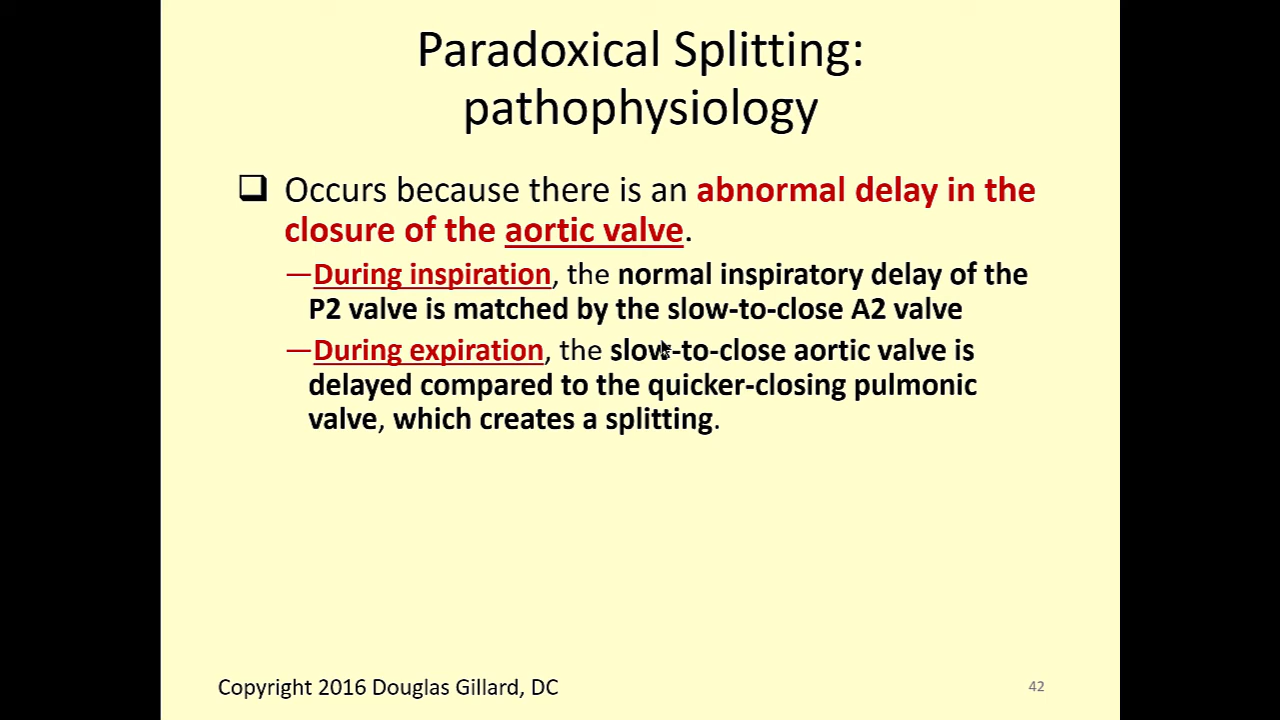 Paradoxical Splitting:
pathophysiology
❑ Occurs because there is an abnormal delay in the
closure of the aortic valve.
—During inspiration, the normal inspiratory delay of the
P2 valve is matched by the slow-to-close A2 valve
—During expiration, the slow-to-close aortic valve is
delayed compared to the quicker-closing pulmonic
valve, which creates a splitting.
Copyright 2016 Douglas Gillard, DC
42